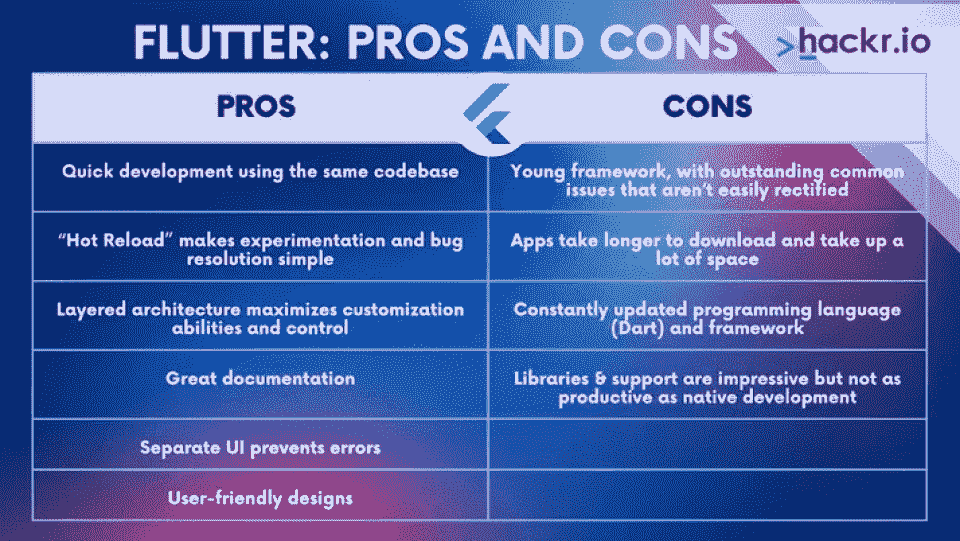 FLUTTER: PROS AND CONS
>hackr.io
PROS
CONS
Quick development using the same codebase
Young framework, with outstanding common
issues that aren't easily rectified
"Hot Reload" makes experimentation and bug
resolution simple
Apps take longer to download and take up a
lot of space
Layered architecture maximizes customization
abilities and control
Constantly updated programming language
(Dart) and framework
Great documentation
Libraries & support are impressive but not as
productive as native development
Separate UI prevents errors
User-friendly designs